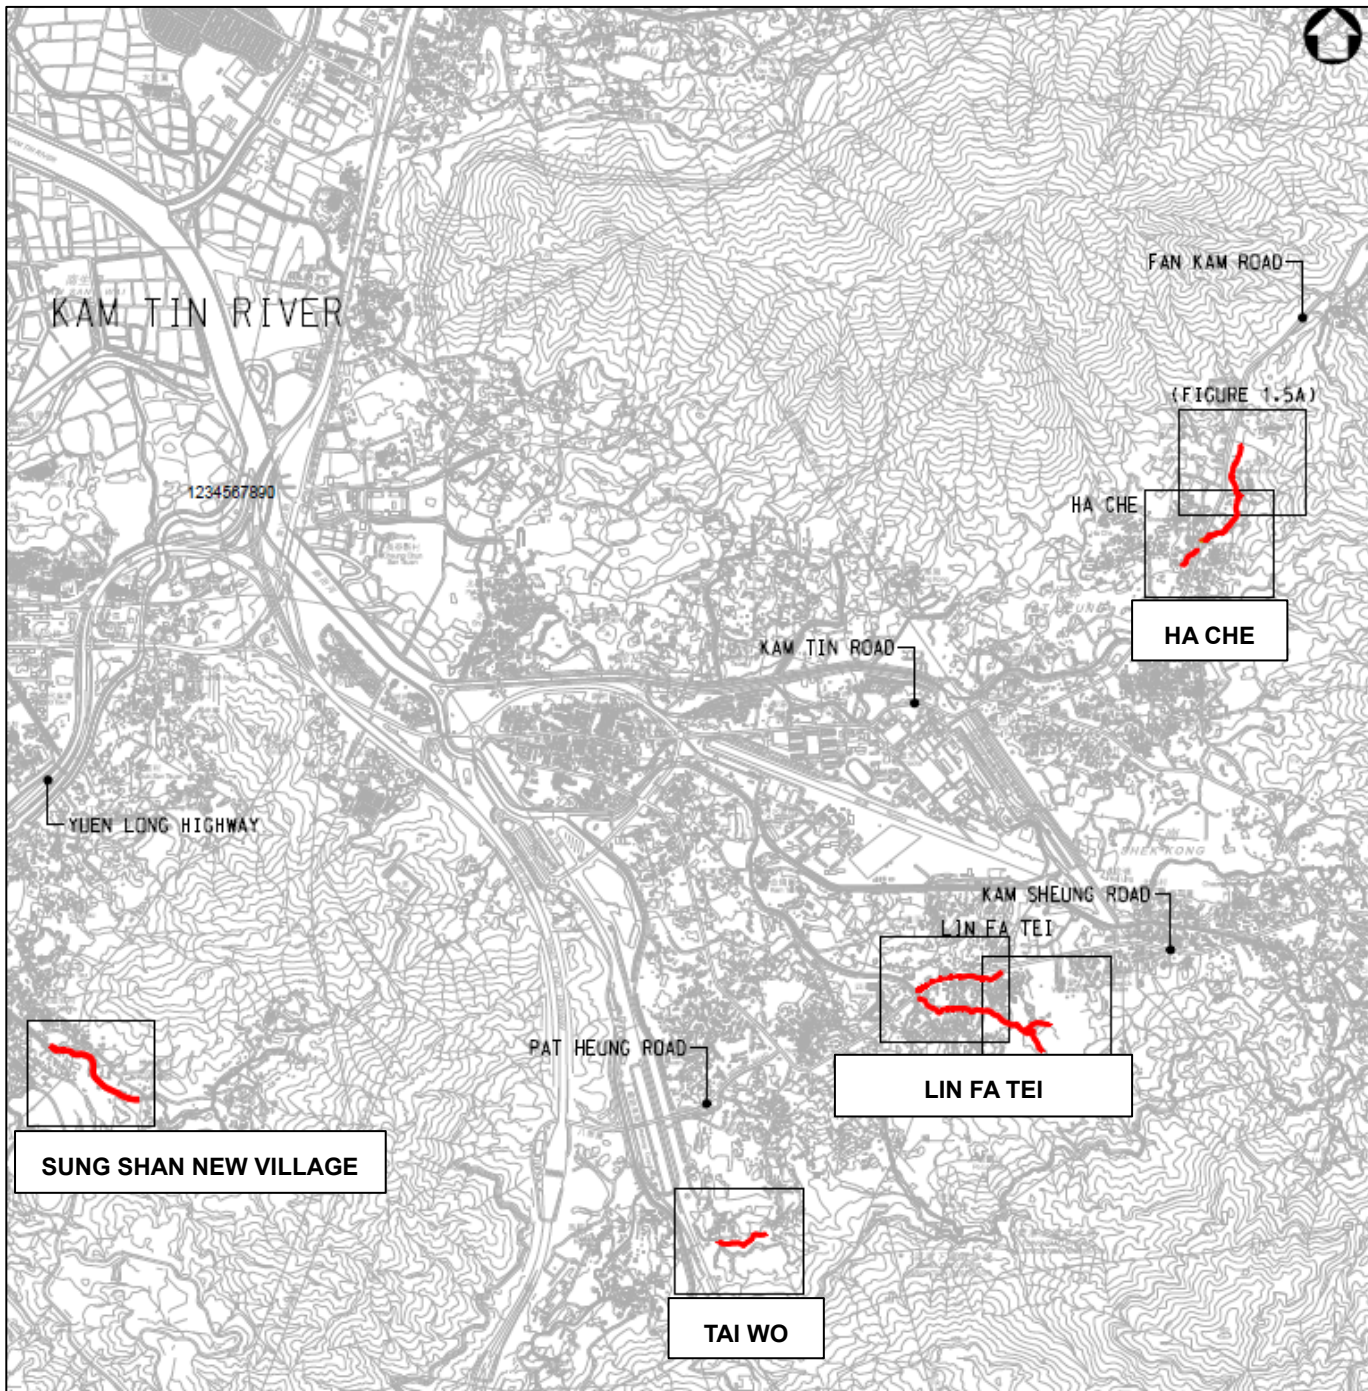 KAM TIN RIVER
FAN KAM ROAD
(FIGURE 1.5A)
1234567890
HA CHE
HA CHE
KAM TIN ROAD
YUEN LONG HIGHWAY
SHEK KONG
KAM SHEUNG ROAD
LIN FA TEI
PAT HEUNG ROAD
LIN FA TEI
SUNG SHAN NEW VILLAGE
TAI WO